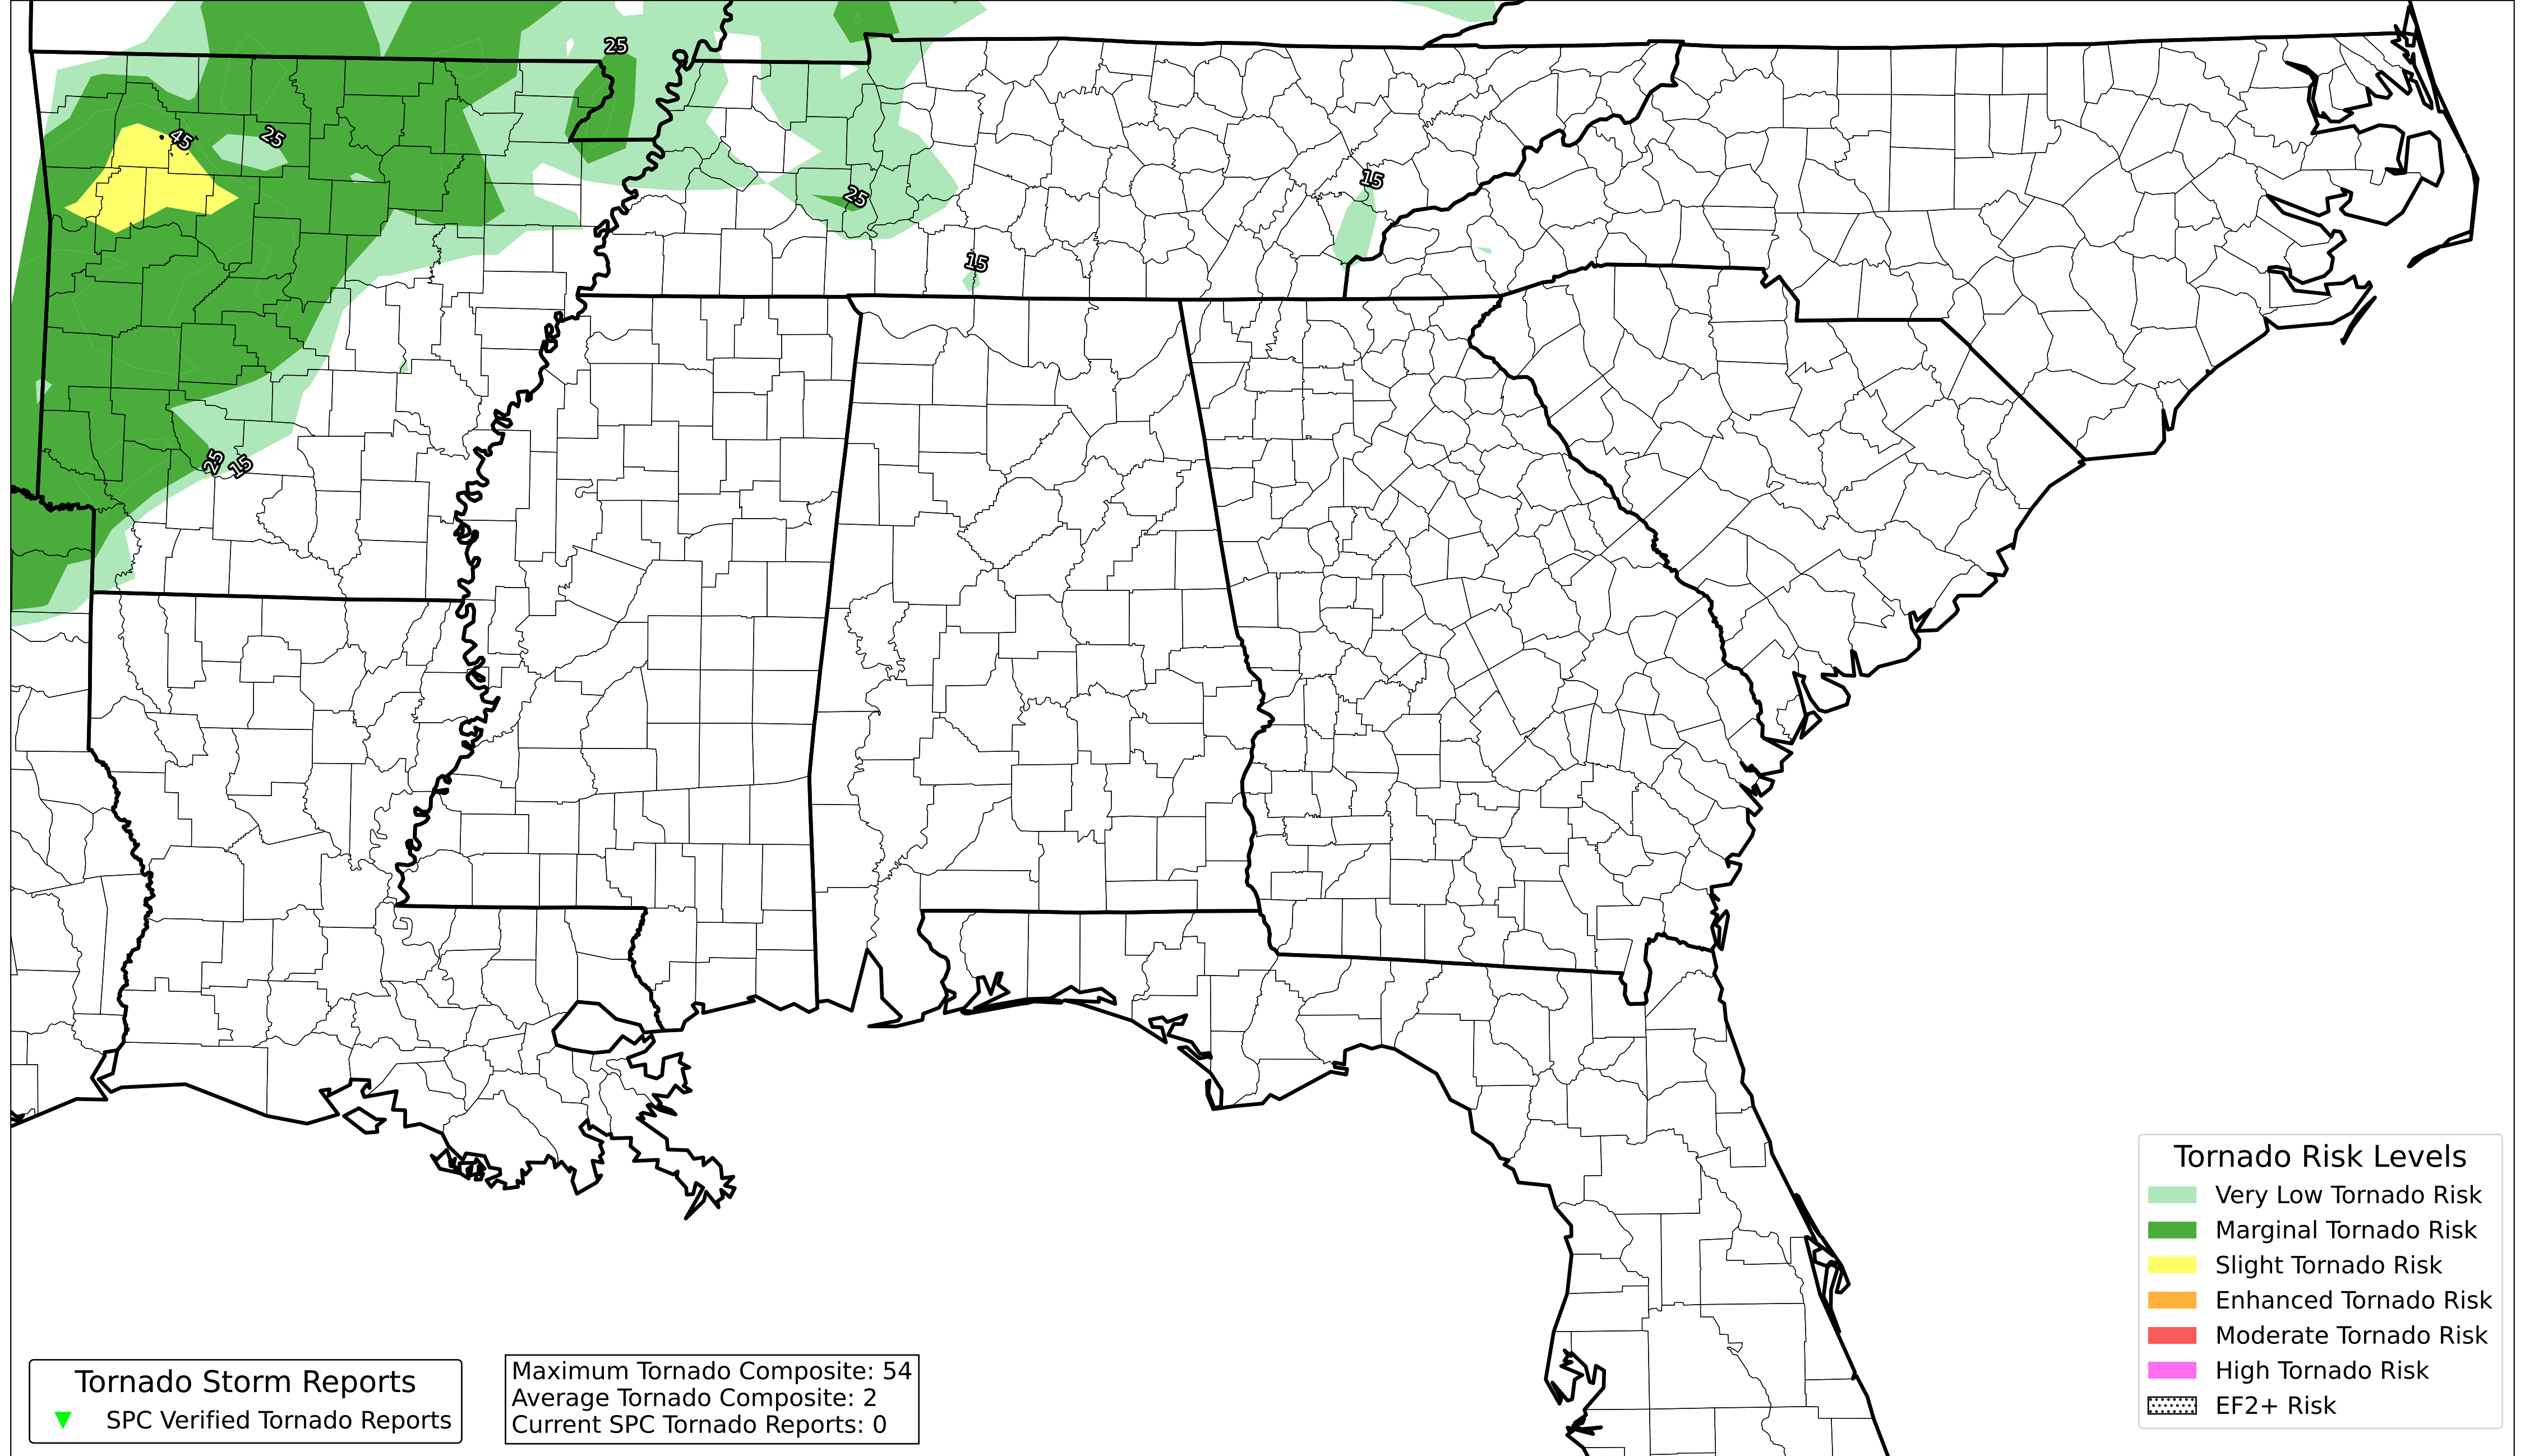 25
45
25
25
15
15
25
15
Tornado Risk Levels
Very Low Tornado Risk
Marginal Tornado Risk
Slight Tornado Risk
Enhanced Tornado Risk
Moderate Tornado Risk
High Tornado Risk
EF2+ Risk
Tornado Storm Reports
SPC Verified Tornado Reports
Maximum Tornado Composite: 54
Average Tornado Composite: 2
Current SPC Tornado Reports: 0